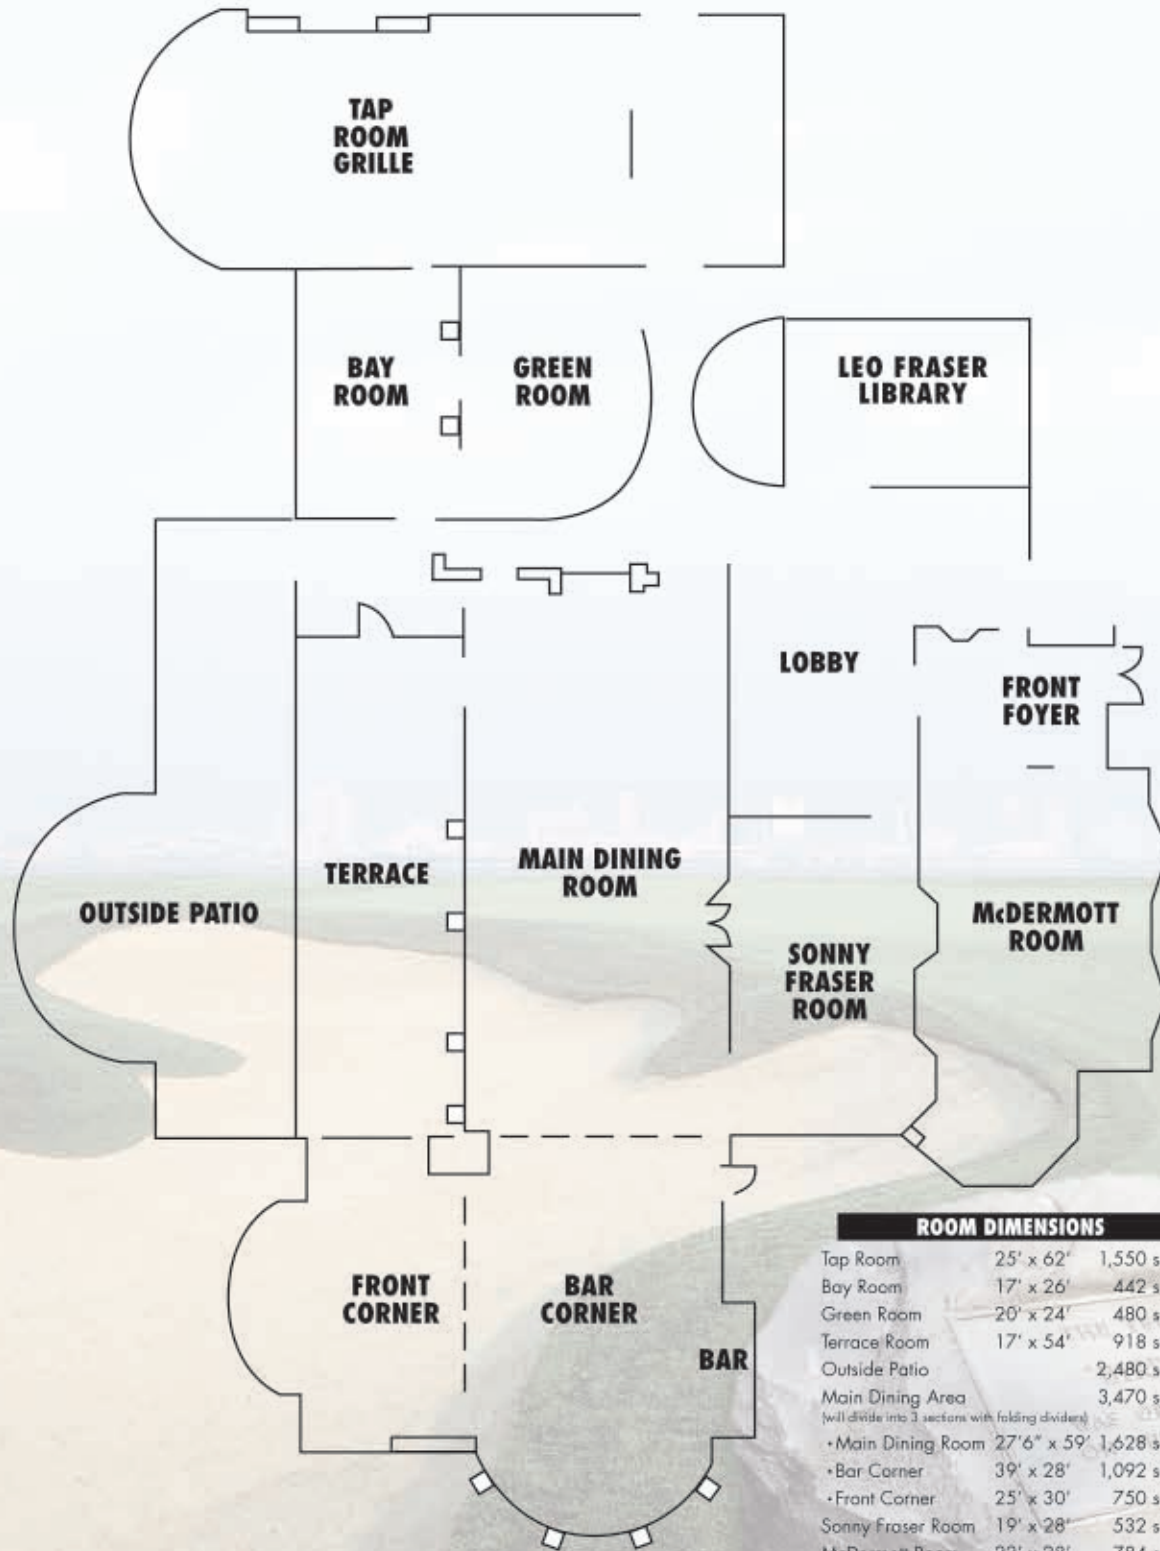 TAP
ROOM
GRILLE
BAY
ROOM
GREEN
ROOM
LEO FRASER
LIBRARY
LOBBY
FRONT
FOYER
TERRACE
MAIN DINING
ROOM
OUTSIDE PATIO
McDERMOTT
ROOM
SONNY
FRASER
ROOM
FRONT
CORNER
BAR
CORNER
BAR
ROOM DIMENSIONS
Tap Room 25' x 62' 1,550 s
Bay Room 17' x 26' 442 s
Green Room 20' x 24' 480 s
Terrace Room 17' x 54' 918 s
Outside Patio 2,480 s
Main Dining Area 3,470 s
(will divide into 3 sections with folding dividers)
•Main Dining Room 27'6" x 59' 1,628 s
•Bar Corner 39' x 28' 1,092 s
•Front Corner 25' x 30' 750 s
Sonny Fraser Room 19' x 28' 532 s